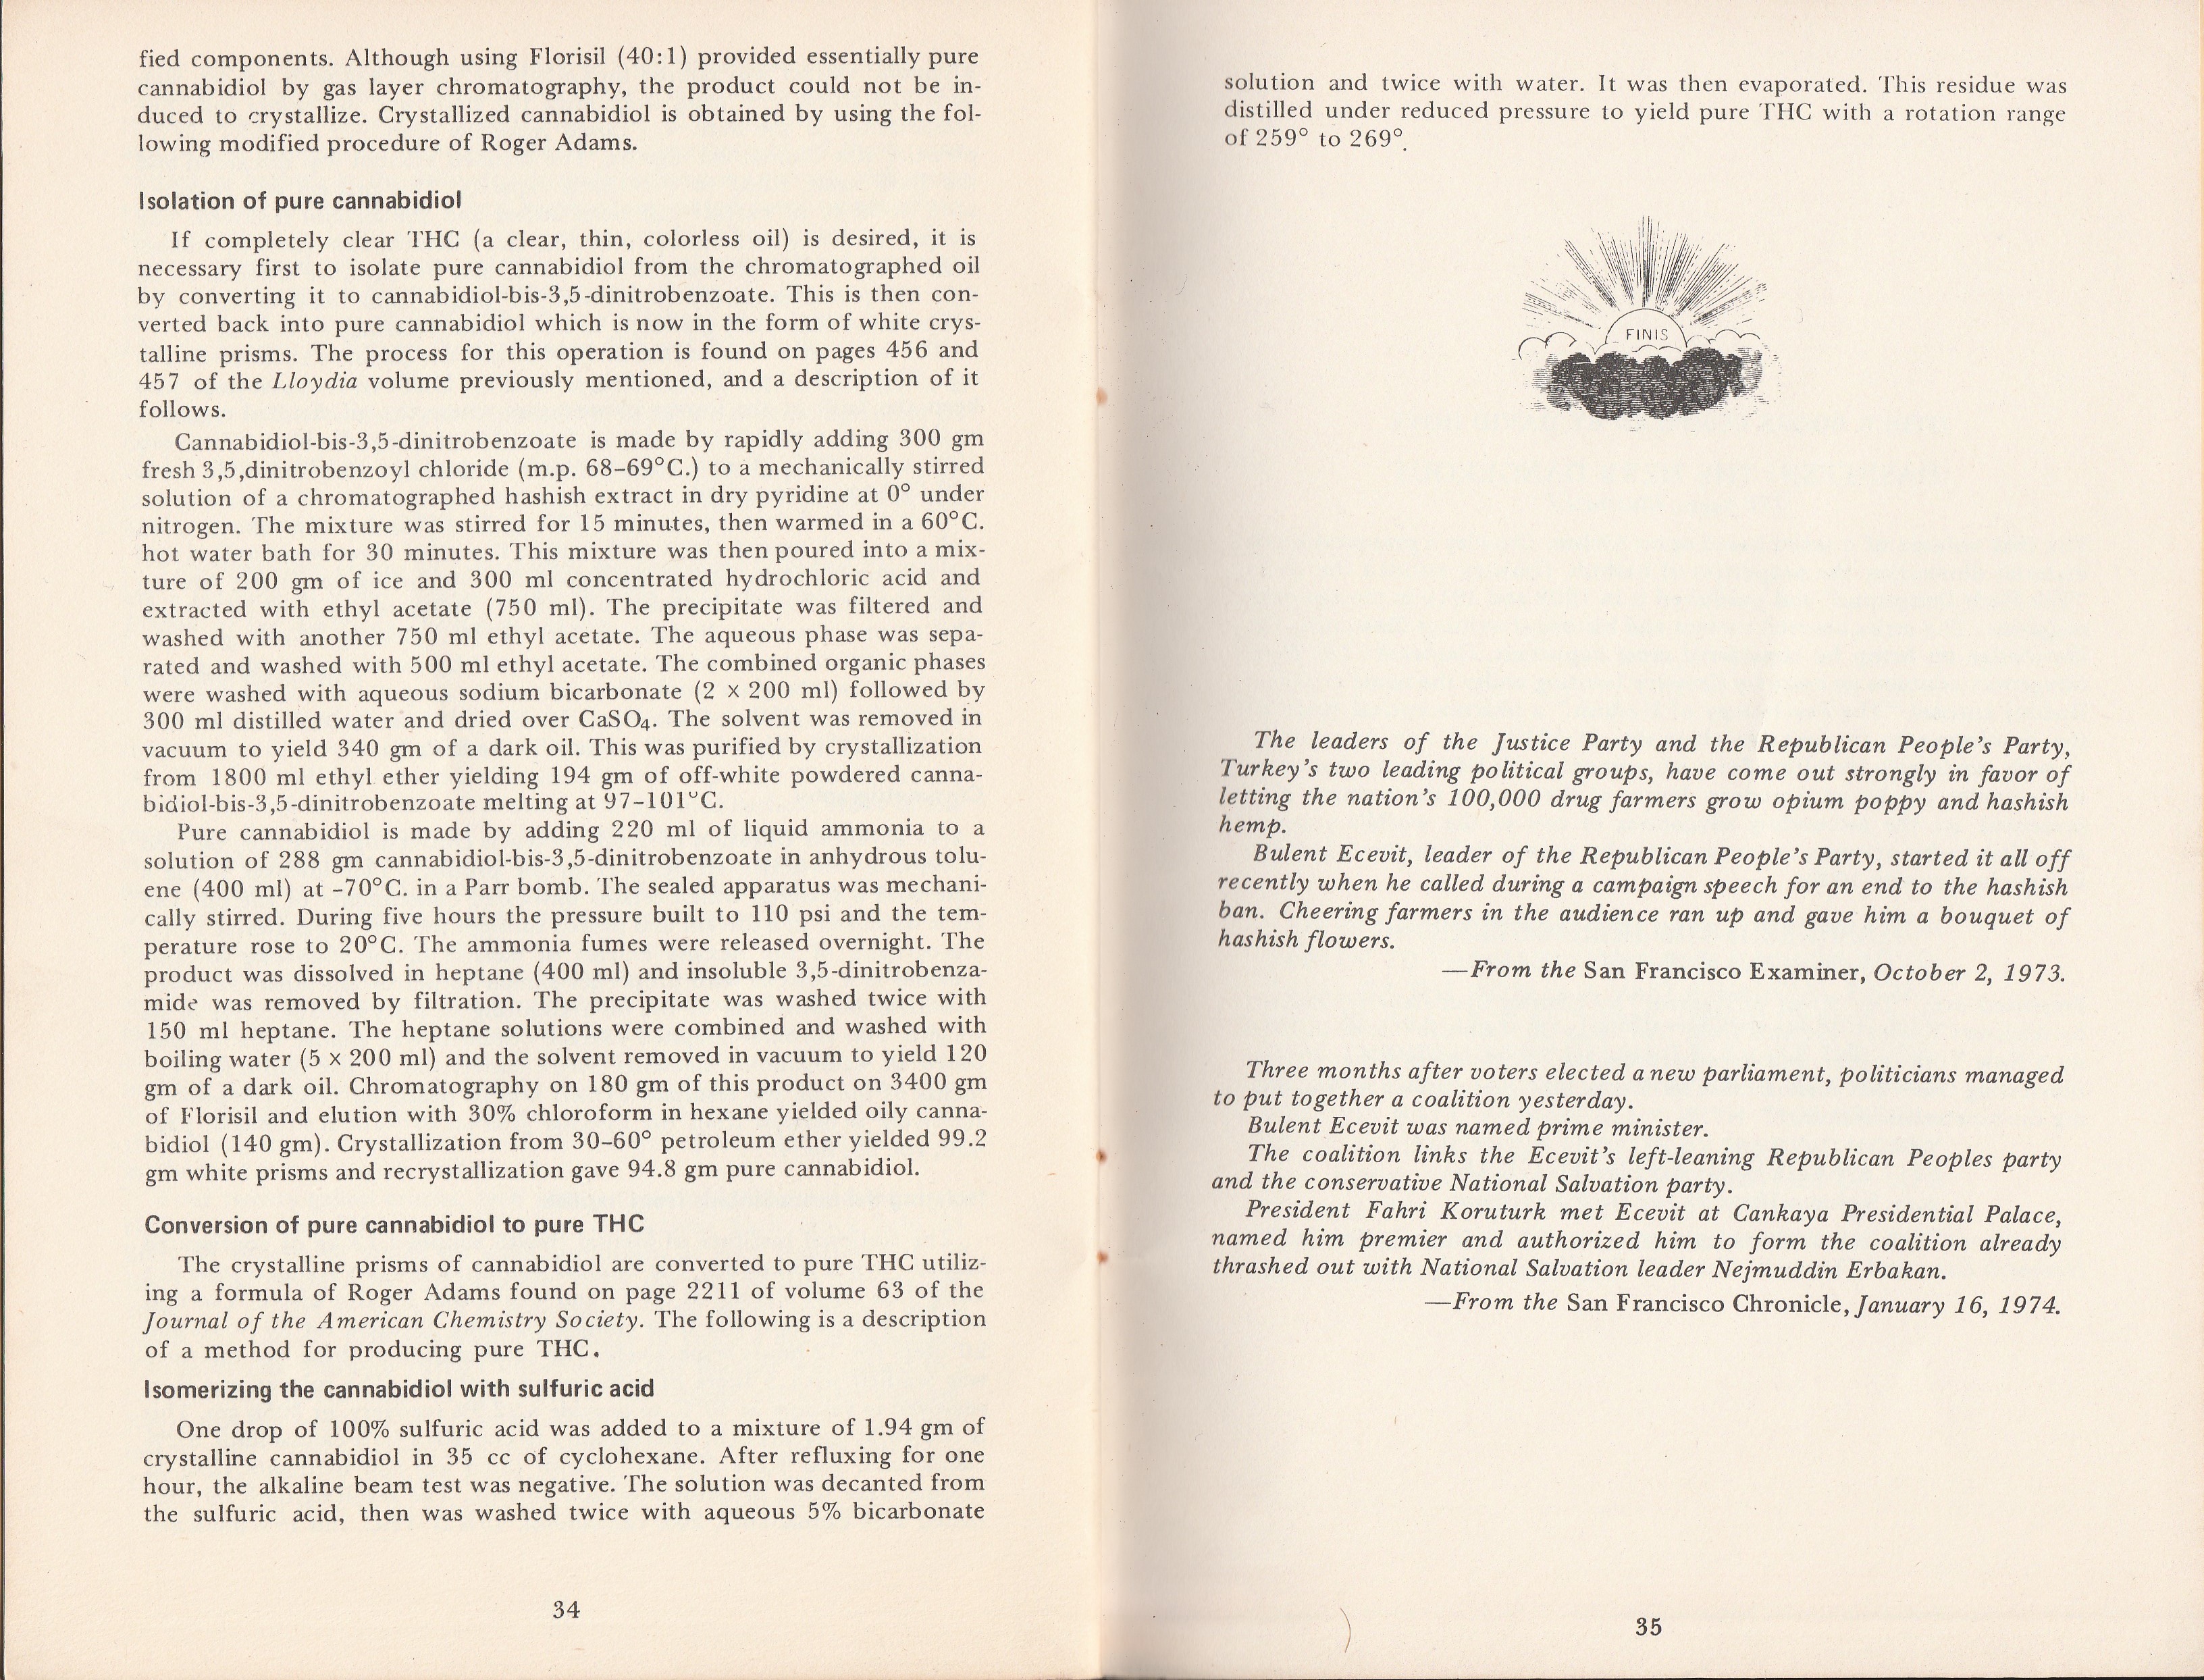 fied components. Although using Florisil (40:1) provided essentially pure
cannabidiol by gas layer chromatography, the product could not be in-
duced to crystallize. Crystallized cannabidiol is obtained by using the fol-
lowing modified procedure of Roger Adams.
Isolation of pure cannabidiol
If completely clear THC (a clear, thin, colorless oil) is desired, it is
necessary first to isolate pure cannabidiol from the chromatographed oil
by converting it to cannabidiol-bis-3,5-dinitrobenzoate. This is then con-
verted back into pure cannabidiol which is now in the form of white crys-
talline prisms. The process for this operation is found on pages 456 and
457 of the Lloydia volume previously mentioned, and a description of it
follows.
Cannabidiol-bis-3,5-dinitrobenzoate is made by rapidly adding 300 gm
fresh 3,5,dinitrobenzoyl chloride (m.p. 68–69°C.) to a mechanically stirred
solution of a chromatographed hashish extract in dry pyridine at 0° under
nitrogen. The mixture was stirred for 15 minutes, then warmed in a 60°C.
hot water bath for 30 minutes. This mixture was then poured into a mix-
ture of 200 gm of ice and 300 ml concentrated hydrochloric acid and
extracted with ethyl acetate (750 ml). The precipitate was filtered and
washed with another 750 ml ethyl acetate. The aqueous phase was sepa-
rated and washed with 500 ml ethyl acetate. The combined organic phases
were washed with aqueous sodium bicarbonate (2 x 200 ml) followed by
300 ml distilled water and dried over CaSO₄. The solvent was removed in
vacuum to yield 340 gm of a dark oil. This was purified by crystallization
from 1800 ml ethyl ether yielding 194 gm of off-white powdered canna-
bidiol-bis-3,5-dinitrobenzoate melting at 97–101°C.
Pure cannabidiol is made by adding 220 ml of liquid ammonia to a
solution of 288 gm cannabidiol-bis-3,5-dinitrobenzoate in anhydrous tolu-
ene (400 ml) at –70°C. in a Parr bomb. The sealed apparatus was mechani-
cally stirred. During five hours the pressure built to 110 psi and the tem-
perature rose to 20°C. The ammonia fumes were released overnight. The
product was dissolved in heptane (400 ml) and insoluble 3,5-dinitrobenza-
mide was removed by filtration. The precipitate was washed twice with
150 ml heptane. The heptane solutions were combined and washed with
boiling water (5 x 200 ml) and the solvent removed in vacuum to yield 120
gm of a dark oil. Chromatography on 180 gm of this product on 3400 gm
of Florisil and elution with 30% chloroform in hexane yielded oily canna-
bidiol (140 gm). Crystallization from 30–60° petroleum ether yielded 99.2
gm white prisms and recrystallization gave 94.8 gm pure cannabidiol.
Conversion of pure cannabidiol to pure THC
The crystalline prisms of cannabidiol are converted to pure THC utiliz-
ing a formula of Roger Adams found on page 2211 of volume 63 of the
Journal of the American Chemistry Society. The following is a description
of a method for producing pure THC.
Isomerizing the cannabidiol with sulfuric acid
One drop of 100% sulfuric acid was added to a mixture of 1.94 gm of
crystalline cannabidiol in 35 cc of cyclohexane. After refluxing for one
hour, the alkaline beam test was negative. The solution was decanted from
the sulfuric acid, then was washed twice with aqueous 5% bicarbonate
34
solution and twice with water. It was then evaporated. This residue was
distilled under reduced pressure to yield pure THC with a rotation range
of 259° to 269°.
FINIS
The leaders of the Justice Party and the Republican People's Party,
Turkey's two leading political groups, have come out strongly in favor of
letting the nation's 100,000 drug farmers grow opium poppy and hashish
hemp.
Bulent Ecevit, leader of the Republican People's Party, started it all off
recently when he called during a campaign speech for an end to the hashish
ban. Cheering farmers in the audience ran up and gave him a bouquet of
hashish flowers.
—From the San Francisco Examiner, October 2, 1973.
Three months after voters elected a new parliament, politicians managed
to put together a coalition yesterday.
Bulent Ecevit was named prime minister.
The coalition links the Ecevit's left-leaning Republican Peoples party
and the conservative National Salvation party.
President Fahri Koruturk met Ecevit at Cankaya Presidential Palace,
named him premier and authorized him to form the coalition already
thrashed out with National Salvation leader Nejmuddin Erbakan.
—From the San Francisco Chronicle, January 16, 1974.
35